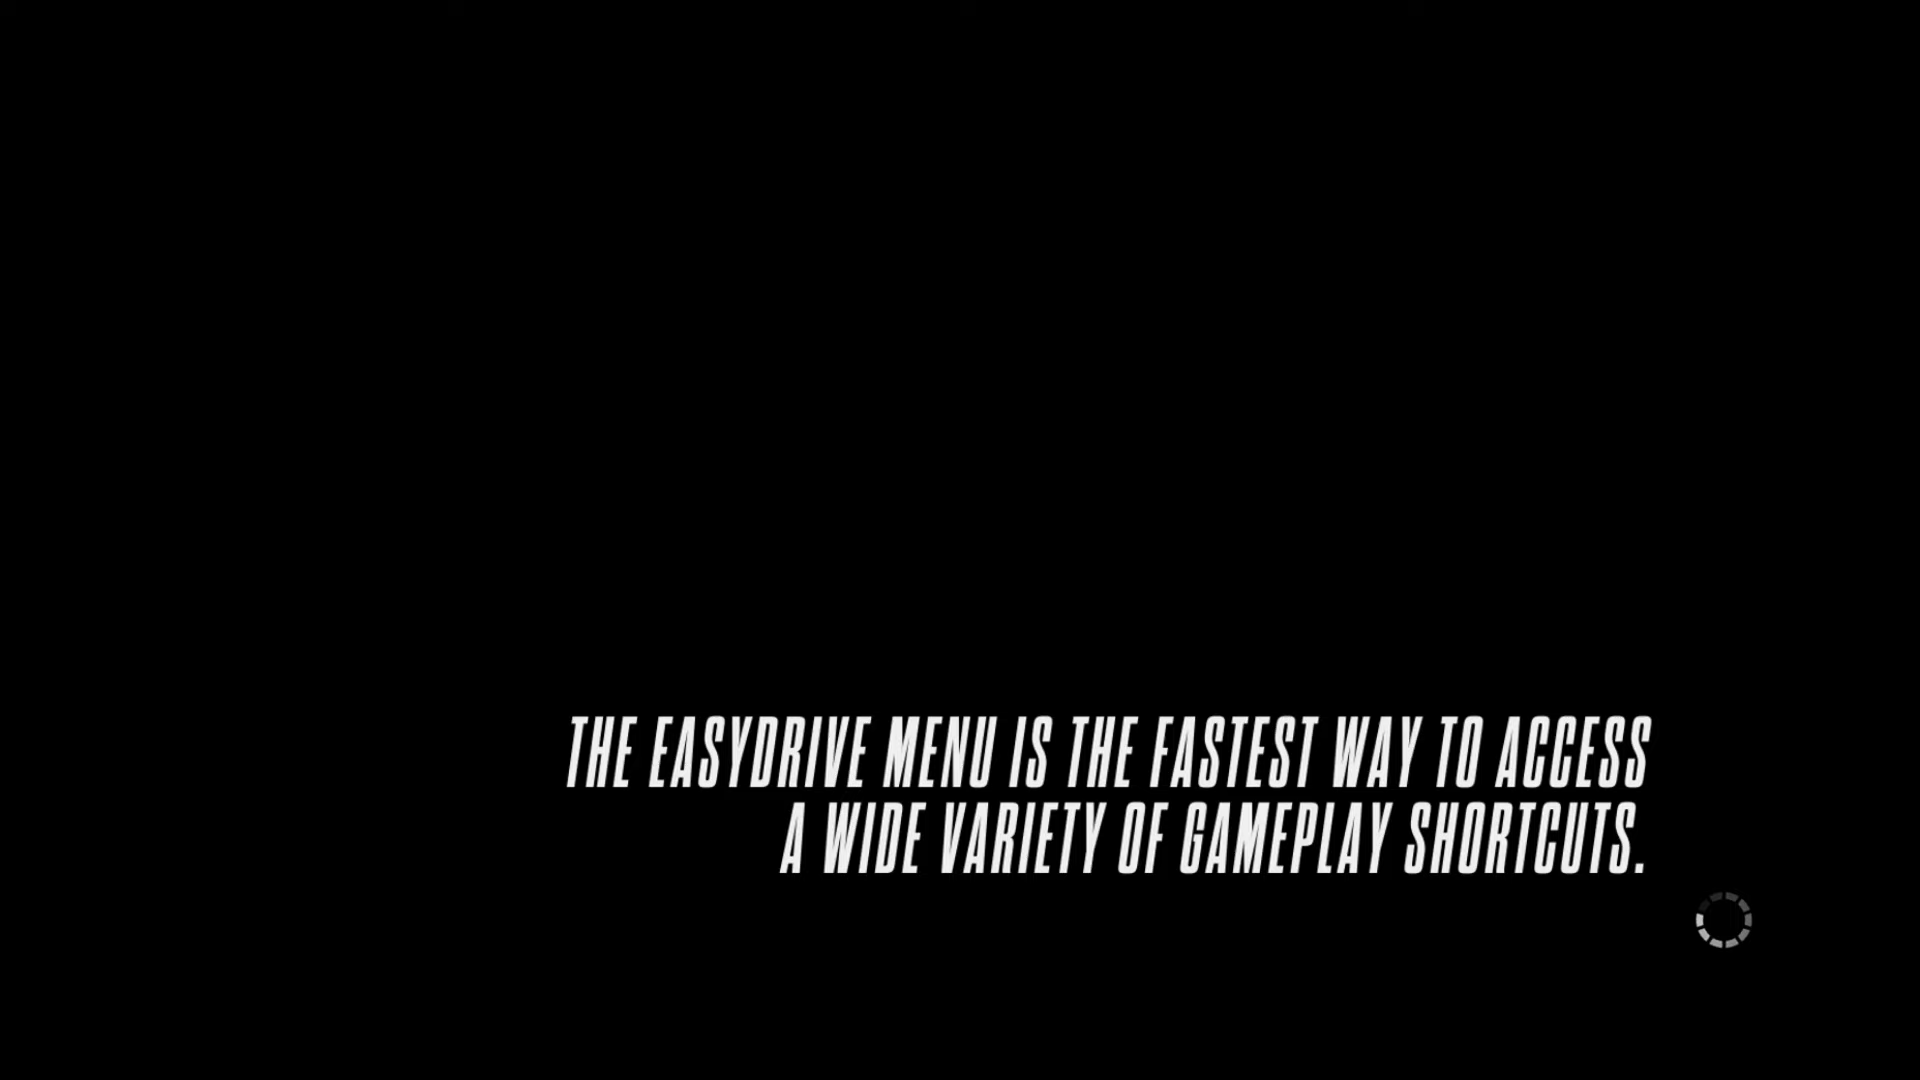 THE EASYDRIVE MENU IS THE FASTEST WAY TO ACCESS
A WIDE VARIETY OF GAMEPLAY SHORTCUTS.